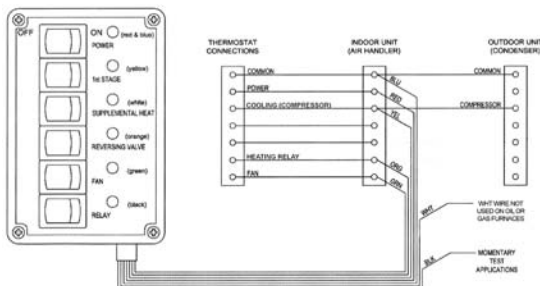 OFF
ON (red & blue)
POWER
(yellow)
1st STAGE
(white)
SUPPLEMENTAL HEAT
(orange)
REVERSING VALVE
(green)
FAN
(black)
RELAY
THERMOSTAT
CONNECTIONS
INDOOR UNIT
(AIR HANDLER)
OUTDOOR UNIT
(CONDENSER)
COMMON
POWER
COOLING (COMPRESSOR)
HEATING RELAY
FAN
BLU
RED
YEL
ORG
GRN
COMMON
COMPRESSOR
WHT
WHT WIRE NOT
USED ON OIL OR
GAS FURNACES
BLK
MOMENTARY
TEST
APPLICATIONS